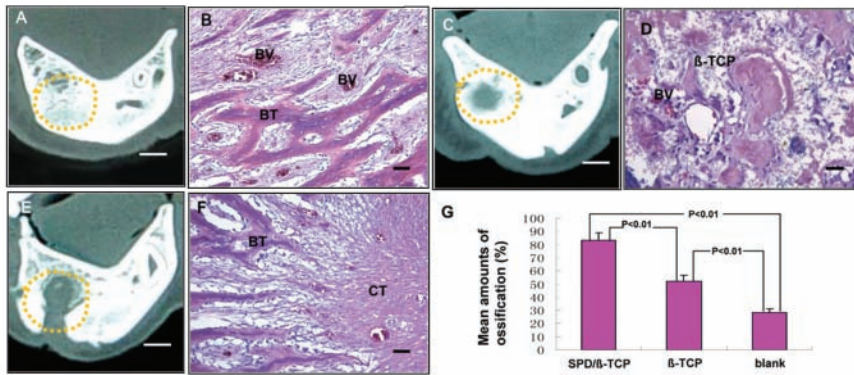 A
B
BV
BV
BT
C
D
ß-TCP
BV
E
F
BT
CT
G
Mean amounts of
ossification (%)
100
90
80
70
60
50
40
30
20
10
0
P<0.01
P<0.01
P<0.01
SPD/ß-TCP
ß-TCP
blank